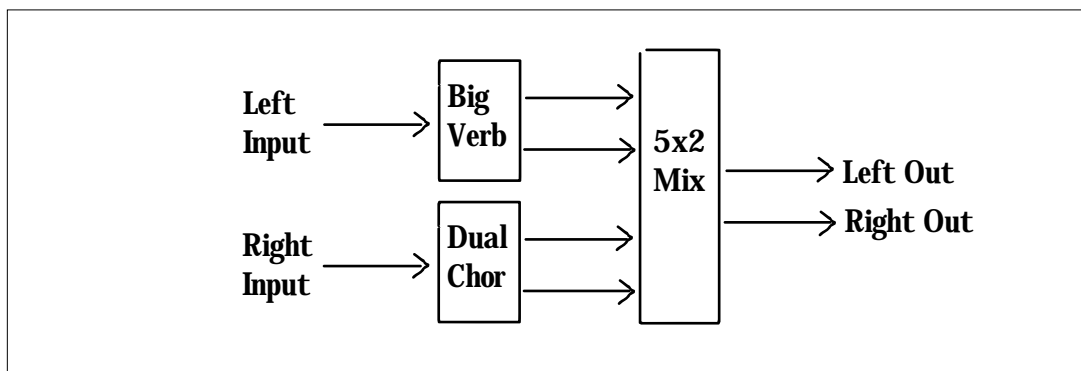 Left
Input
Big
Verb
5x2
Mix
Left Out
Right Out
Right
Input
Dual
Chor